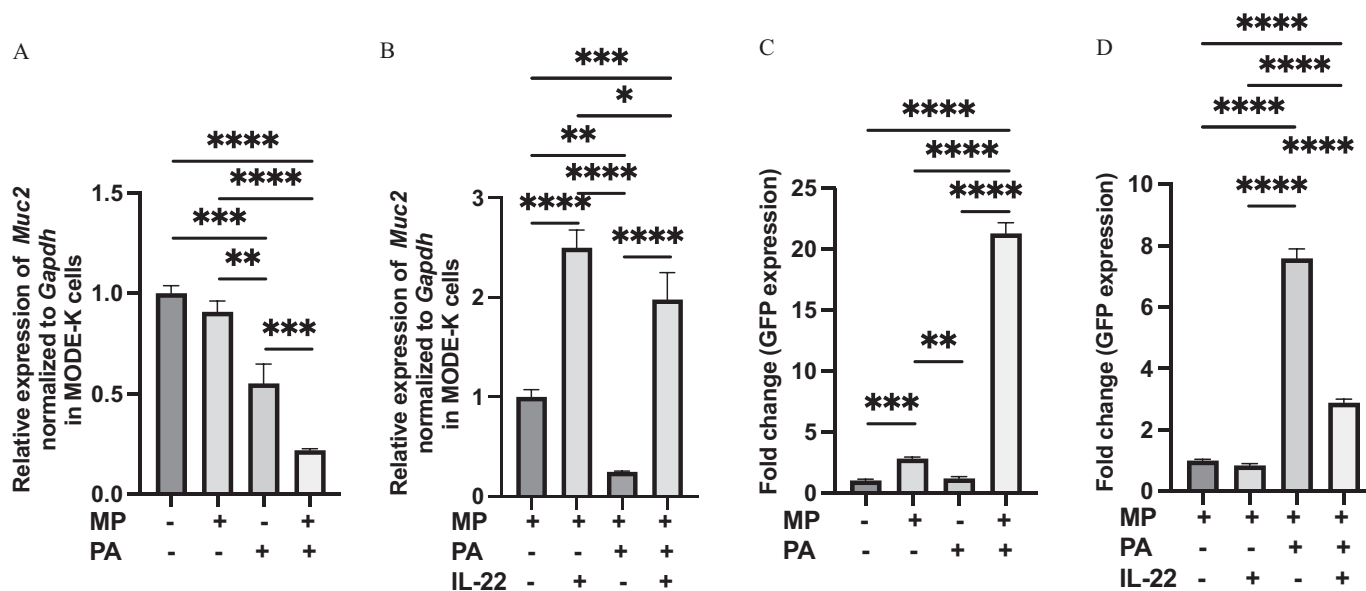 A
****
****
***
**
***
Relative expression of Muc2
normalized to Gapdh
in MODE-K cells
1.5
1.0
0.5
0.0
MP - + - +
PA - - + +
B
***
*
**
****
****
****
Relative expression of Muc2
normalized to Gapdh
in MODE-K cells
3
2
1
0
MP + + + +
PA - - + +
IL-22 - + - +
C
****
****
****
**
***
Fold change (GFP expression)
25
20
15
10
5
0
MP - + - +
PA - - + +
D
****
****
****
****
****
Fold change (GFP expression)
10
8
6
4
2
0
MP + + + +
PA - - + +
IL-22 - + - +